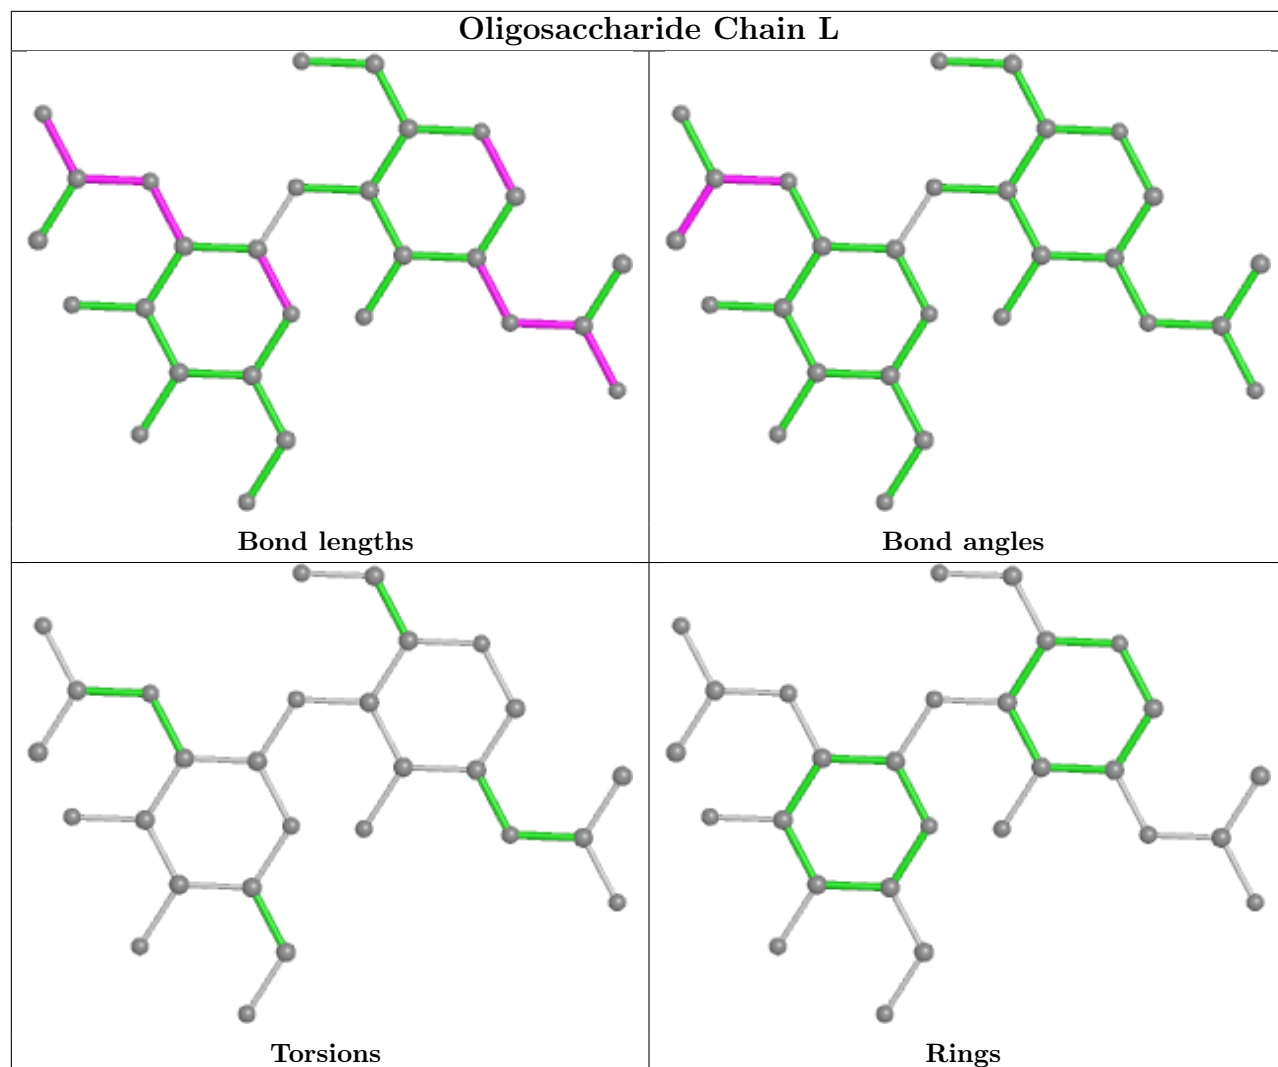 Oligosaccharide Chain L
Bond lengths
Bond angles
Torsions
Rings